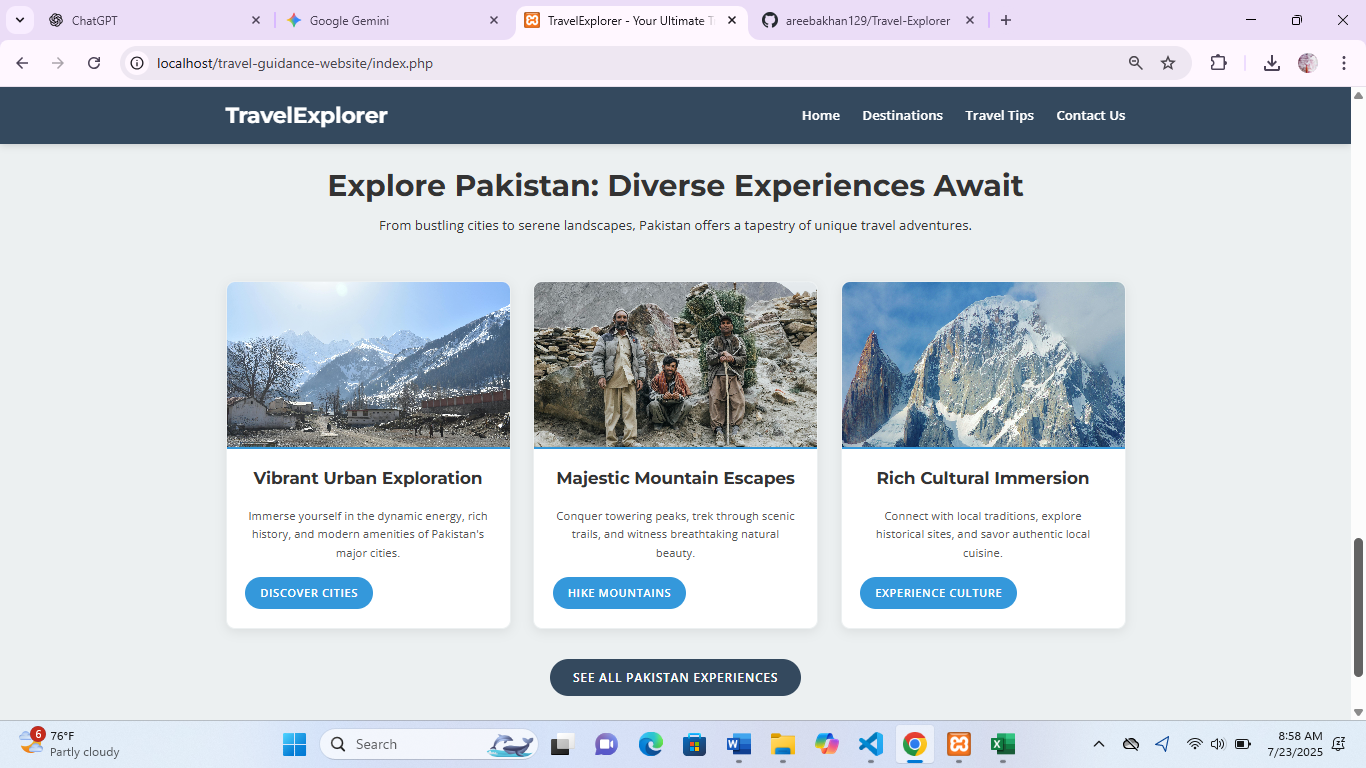 ChatGPT
Google Gemini
TravelExplorer - Your Ultimate T
areebakhan129/Travel-Explorer
localhost/travel-guidance-website/index.php
TravelExplorer
Home
Destinations
Travel Tips
Contact Us
Explore Pakistan: Diverse Experiences Await
From bustling cities to serene landscapes, Pakistan offers a tapestry of unique travel adventures.
Vibrant Urban Exploration
Immerse yourself in the dynamic energy, rich
history, and modern amenities of Pakistan's
major cities.
DISCOVER CITIES
Majestic Mountain Escapes
Conquer towering peaks, trek through scenic
trails, and witness breathtaking natural
beauty.
HIKE MOUNTAINS
Rich Cultural Immersion
Connect with local traditions, explore
historical sites, and savor authentic local
cuisine.
EXPERIENCE CULTURE
SEE ALL PAKISTAN EXPERIENCES
6
76°F
Partly cloudy
Search
8:58 AM
7/23/2025